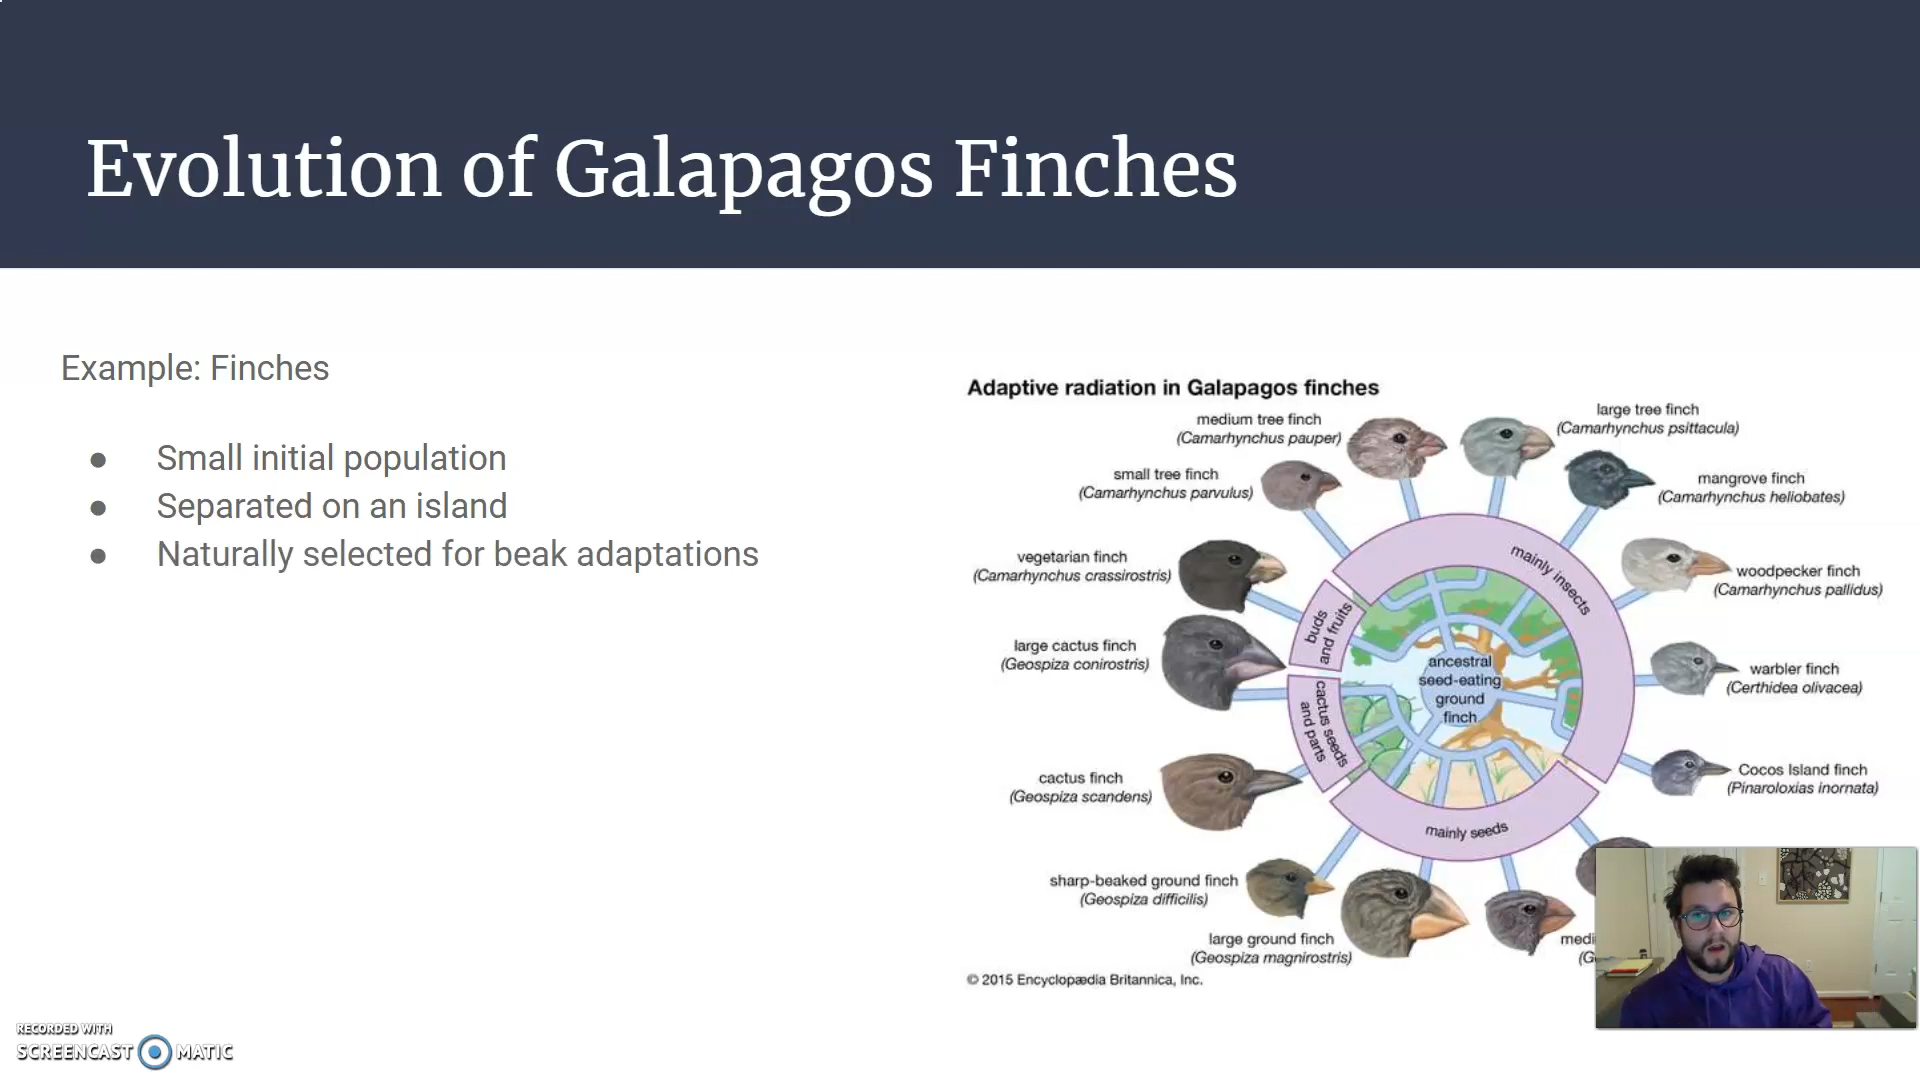 Evolution of Galapagos Finches
Example: Finches
● Small initial population
● Separated on an island
● Naturally selected for beak adaptations
Adaptive radiation in Galapagos finches
medium tree finch
(Camarhynchus pauper)
large tree finch
(Camarhynchus psittacula)
small tree finch
(Camarhynchus parvulus)
mangrove finch
(Camarhynchus heliobates)
vegetarian finch
(Camarhynchus crassirostris)
woodpecker finch
(Camarhynchus pallidus)
large cactus finch
(Geospiza conirostris)
warbler finch
(Certhidea olivacea)
cactus finch
(Geospiza scandens)
Cocos Island finch
(Pinaroloxias inornata)
sharp-beaked ground finch
(Geospiza difficilis)
large ground finch
(Geospiza magnirostris)
medi
(G
mainly insects
buds
and fruits
cactus seeds
and parts
mainly seeds
ancestral
seed-eating
ground
finch
© 2015 Encyclopædia Britannica, Inc.
RECORDED WITH
SCREENCAST MATIC